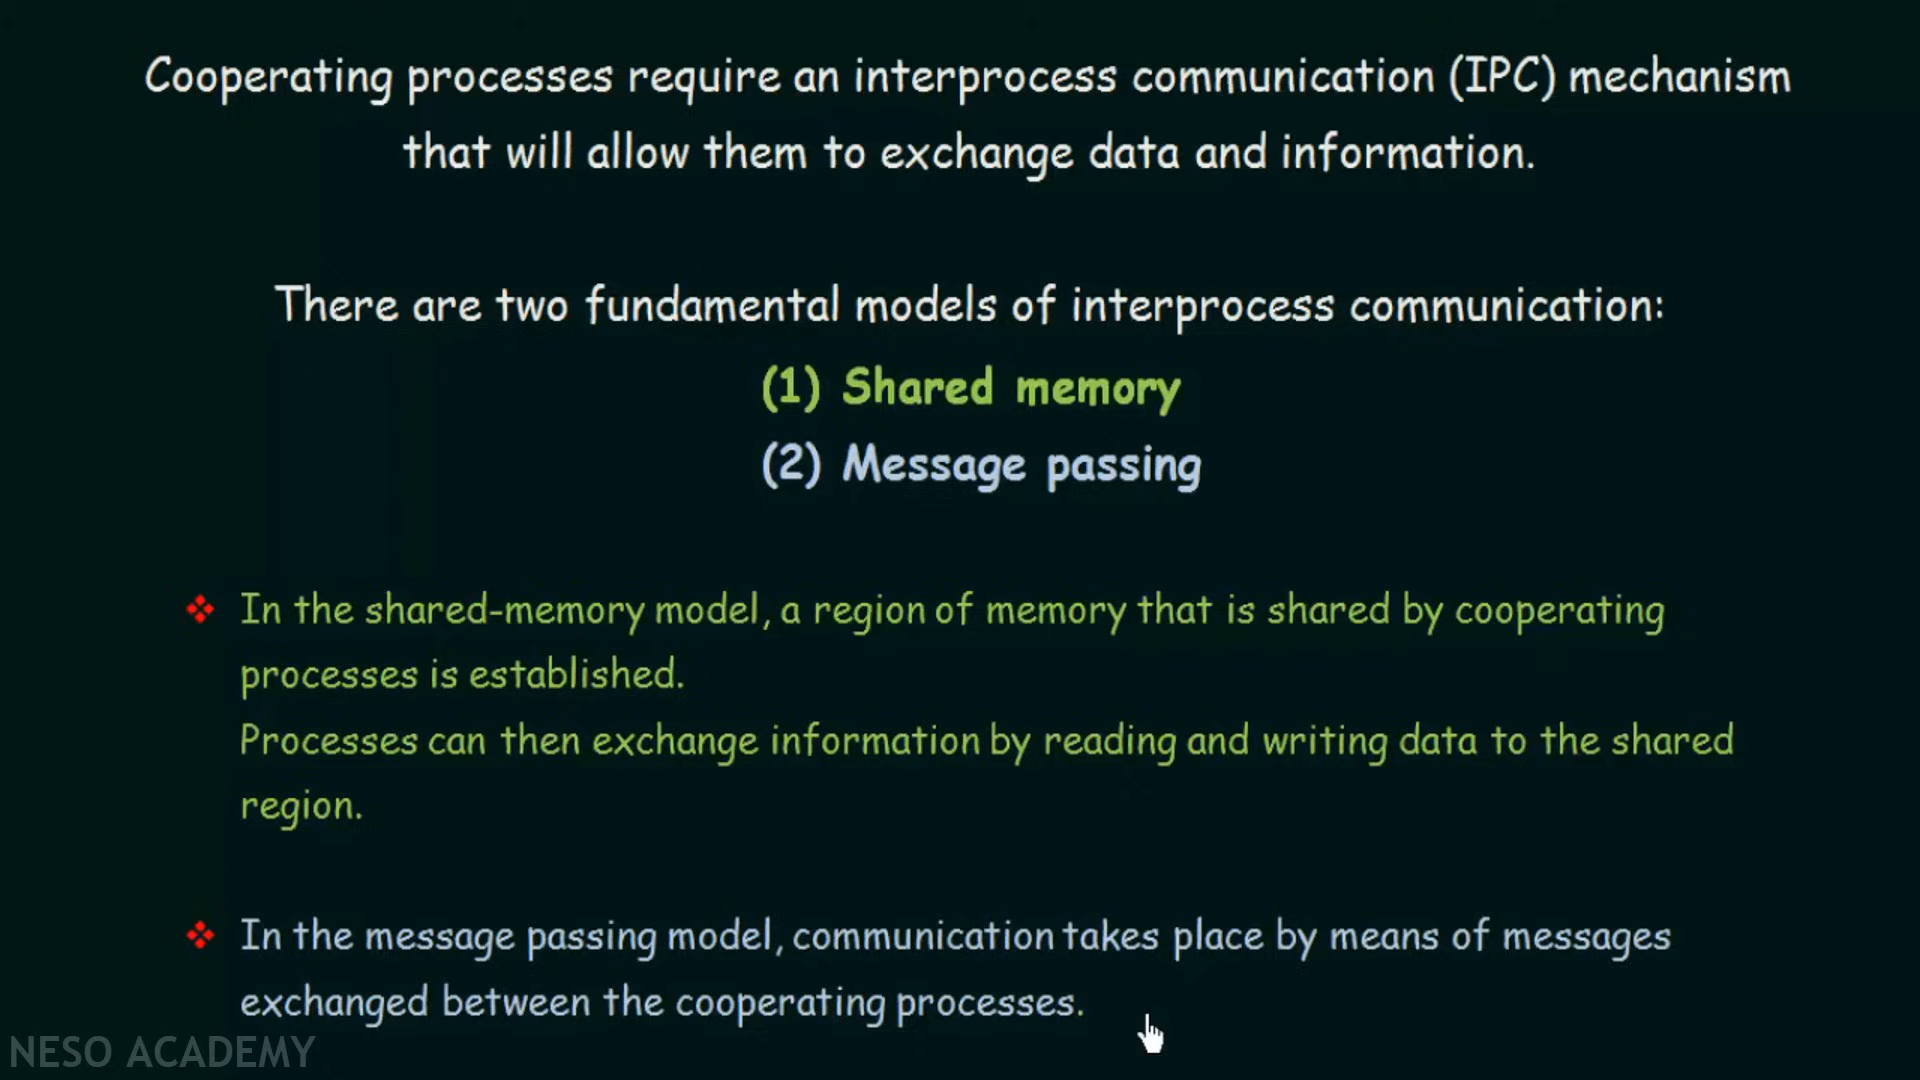 Cooperating processes require an interprocess communication (IPC) mechanism
that will allow them to exchange data and information.
There are two fundamental models of interprocess communication:
(1) Shared memory
(2) Message passing
❖ In the shared-memory model, a region of memory that is shared by cooperating
processes is established.
Processes can then exchange information by reading and writing data to the shared
region.
❖ In the message passing model, communication takes place by means of messages
exchanged between the cooperating processes.
NESO ACADEMY